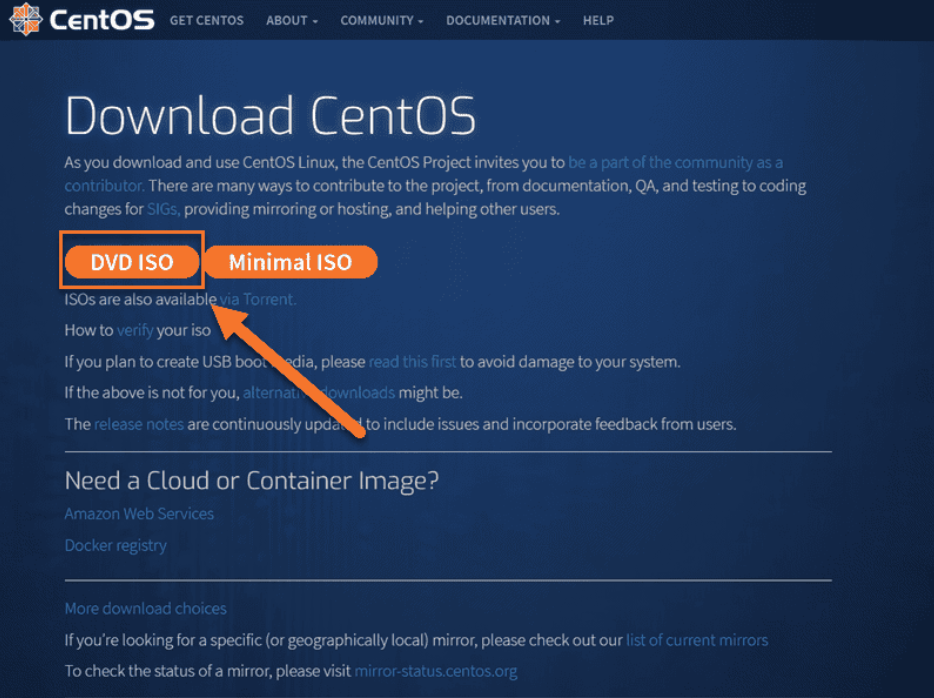 CentOS GET CENTOS ABOUT COMMUNITY DOCUMENTATION HELP
Download CentOS
As you download and use CentOS Linux, the CentOS Project invites you to be a part of the community as a
contributor. There are many ways to contribute to the project, from documentation, QA, and testing to coding
changes for SIGs, providing mirroring or hosting, and helping other users.
DVD ISO Minimal ISO
ISOs are also available via Torrent.
How to verify your iso
If you plan to create USB boot media, please read this first to avoid damage to your system.
If the above is not for you, alternative downloads might be.
The release notes are continuously updated to include issues and incorporate feedback from users.
Need a Cloud or Container Image?
Amazon Web Services
Docker registry
More download choices
If you're looking for a specific (or geographically local) mirror, please check out our list of current mirrors
To check the status of a mirror, please visit mirror-status.centos.org